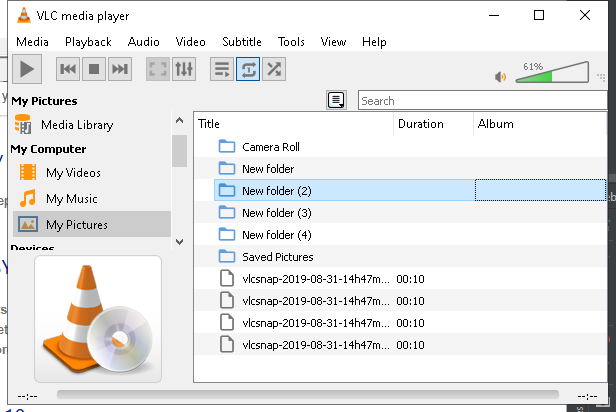 VLC media player
Media Playback Audio Video Subtitle Tools View Help
61%
My Pictures
Media Library
My Computer
My Videos
My Music
My Pictures
Devices
Search
Title Duration Album
Camera Roll
New folder
New folder (2)
New folder (3)
New folder (4)
Saved Pictures
vlcsnap-2019-08-31-14h47m... 00:10
vlcsnap-2019-08-31-14h47m... 00:10
vlcsnap-2019-08-31-14h47m... 00:10
vlcsnap-2019-08-31-14h47m... 00:10
--:-- --:--